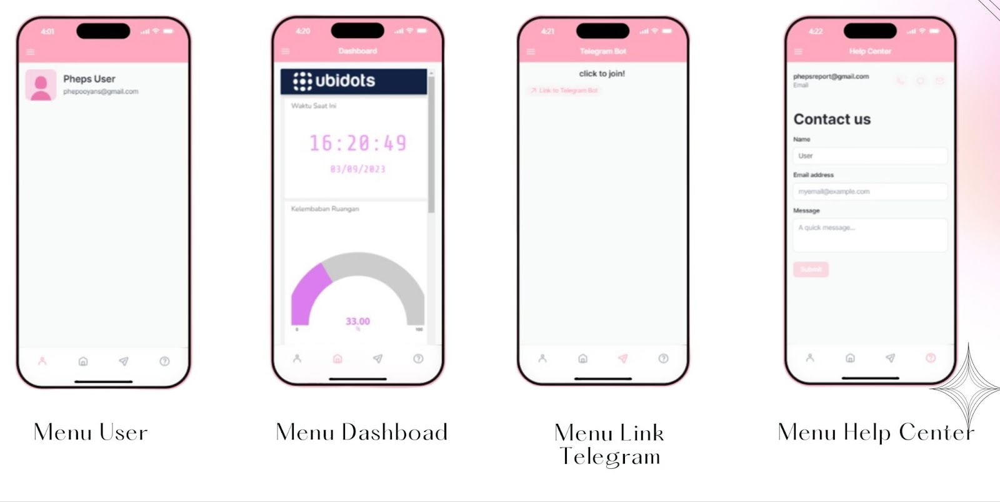 4:01
Pheps User
phepooyans@gmail.com
Menu User
4:20
Dashboard
ubidots
Waktu Saat Ini
16:20:49
03/09/2023
Kelembaban Ruangan
33.00
%
0
100
Menu Dashboad
4:21
Telegram Bot
click to join!
Link to Telegram Bot
Menu Link
Telegram
4:22
Help Center
phepsreport@gmail.com
Email
Contact us
Name
User
Email address
myemail@example.com
Message
A quick message...
Submit
Menu Help Center